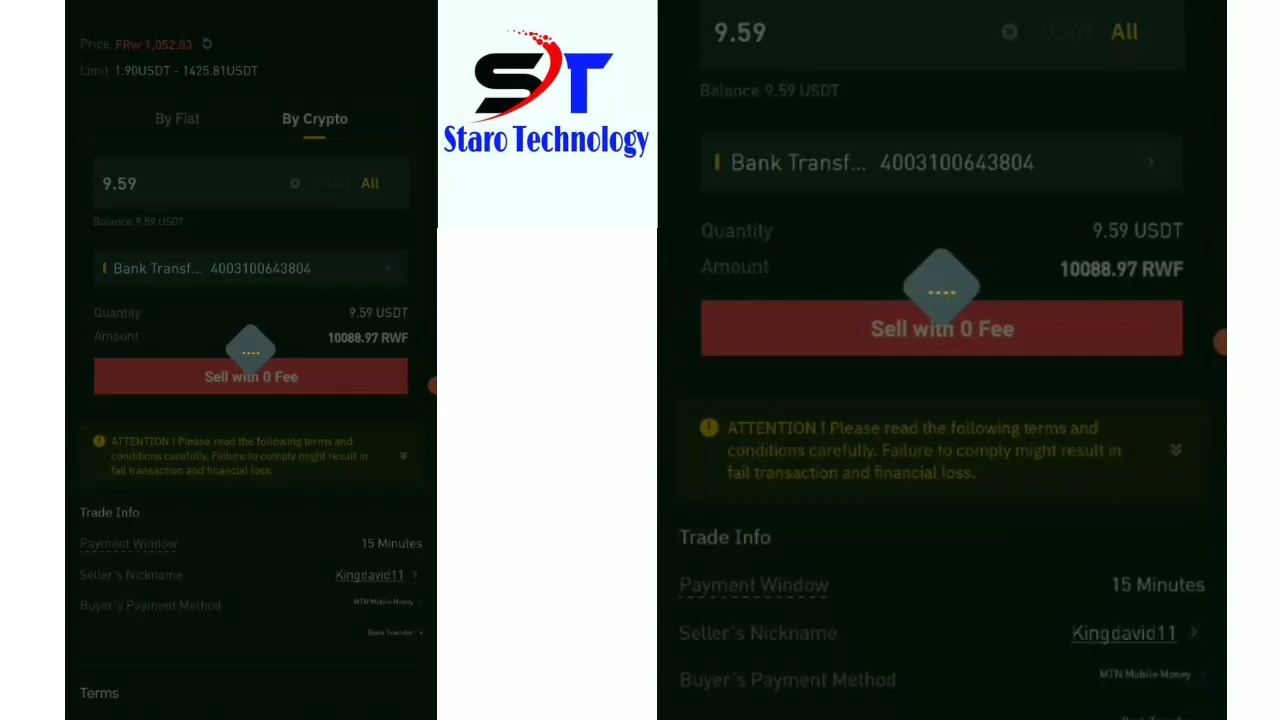 Price FRw 1,052.03
Limit 1.90USDT - 1425.81USDT
By Fiat By Crypto
9.59 USDT All
Balance 9.59 USDT
Bank Transf... 4003100643804
Quantity 9.59 USDT
Amount 10088.97 RWF
Sell with 0 Fee
ATTENTION ! Please read the following terms and
conditions carefully. Failure to comply might result in
fail transaction and financial loss.
Trade Info
Payment Window 15 Minutes
Seller's Nickname Kingdavid11
Buyer's Payment Method MTN Mobile Money
Bank Transfer
Terms
ST
Staro Technology
9.59 USDT All
Balance 9.59 USDT
Bank Transf... 4003100643804
Quantity 9.59 USDT
Amount 10088.97 RWF
Sell with 0 Fee
ATTENTION ! Please read the following terms and
conditions carefully. Failure to comply might result in
fail transaction and financial loss.
Trade Info
Payment Window 15 Minutes
Seller's Nickname Kingdavid11
Buyer's Payment Method MTN Mobile Money